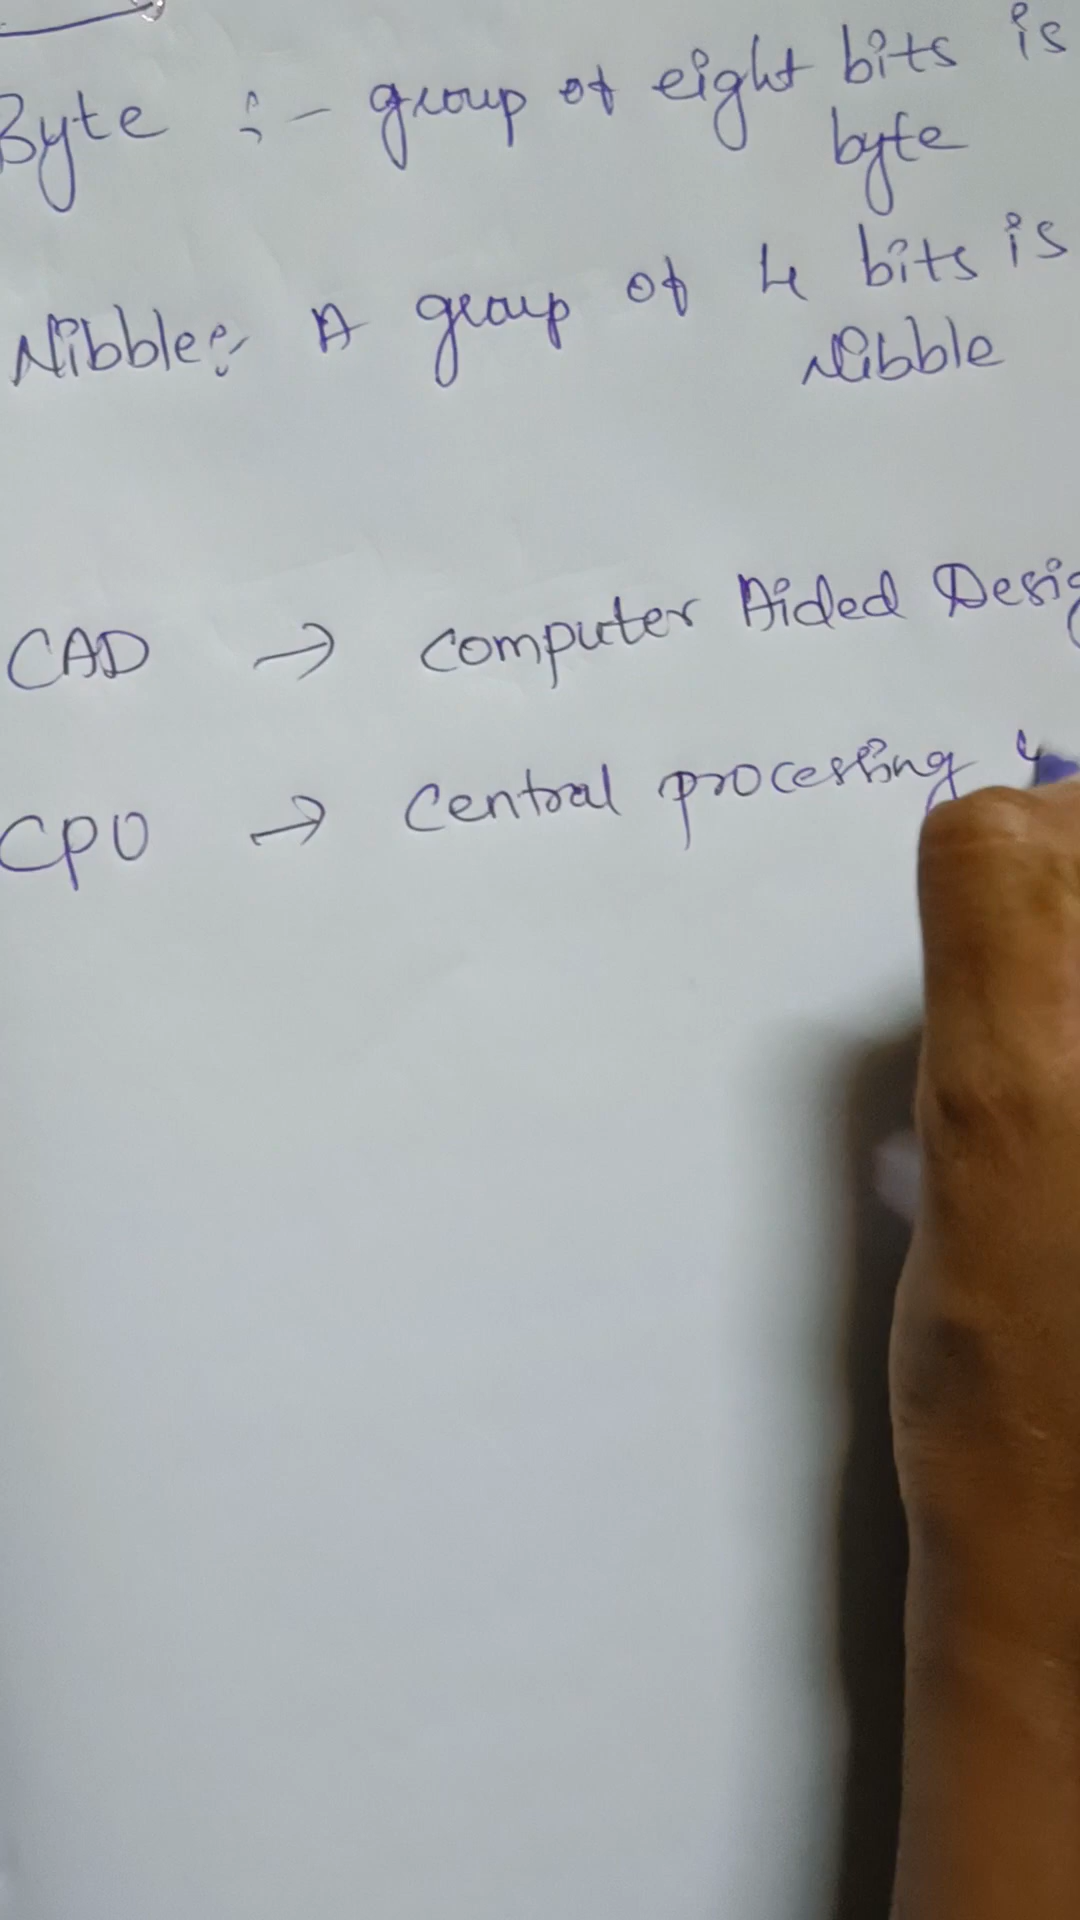 Byte :- group of eight bits is
byte
Nibble:- A group of 4 bits is
Nibble
CAD → Computer Aided Desig
CPU → Central processing